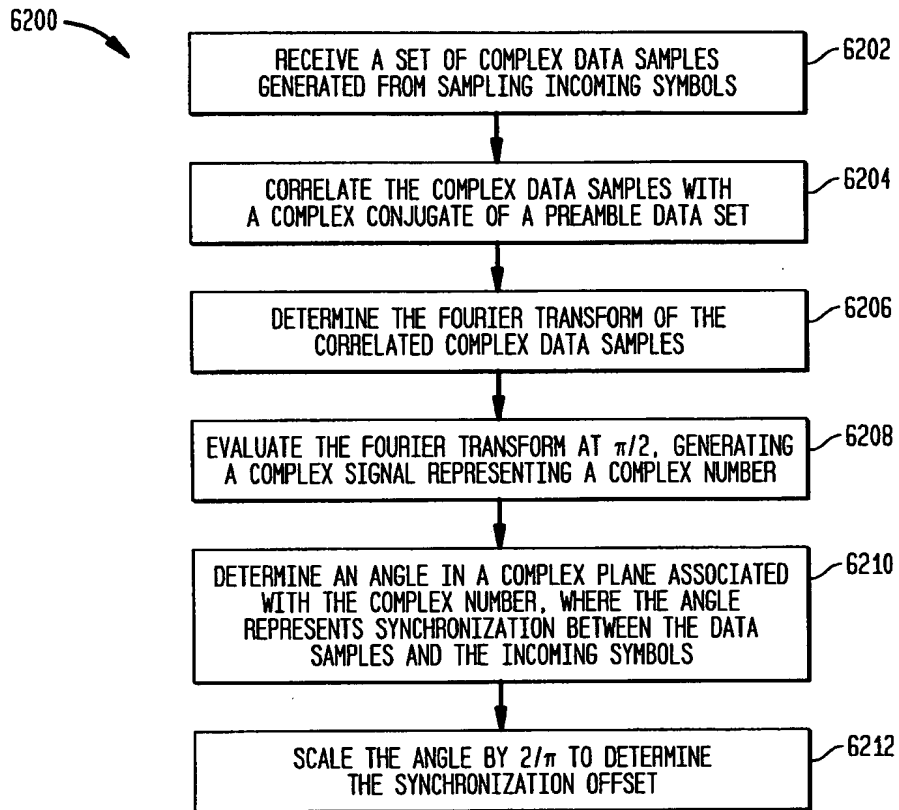 6200
RECEIVE A SET OF COMPLEX DATA SAMPLES
GENERATED FROM SAMPLING INCOMING SYMBOLS
6202
CORRELATE THE COMPLEX DATA SAMPLES WITH
A COMPLEX CONJUGATE OF A PREAMBLE DATA SET
6204
DETERMINE THE FOURIER TRANSFORM OF THE
CORRELATED COMPLEX DATA SAMPLES
6206
EVALUATE THE FOURIER TRANSFORM AT π/2, GENERATING
A COMPLEX SIGNAL REPRESENTING A COMPLEX NUMBER
6208
DETERMINE AN ANGLE IN A COMPLEX PLANE ASSOCIATED
WITH THE COMPLEX NUMBER, WHERE THE ANGLE
REPRESENTS SYNCHRONIZATION BETWEEN THE DATA
SAMPLES AND THE INCOMING SYMBOLS
6210
SCALE THE ANGLE BY 2/π TO DETERMINE
THE SYNCHRONIZATION OFFSET
6212